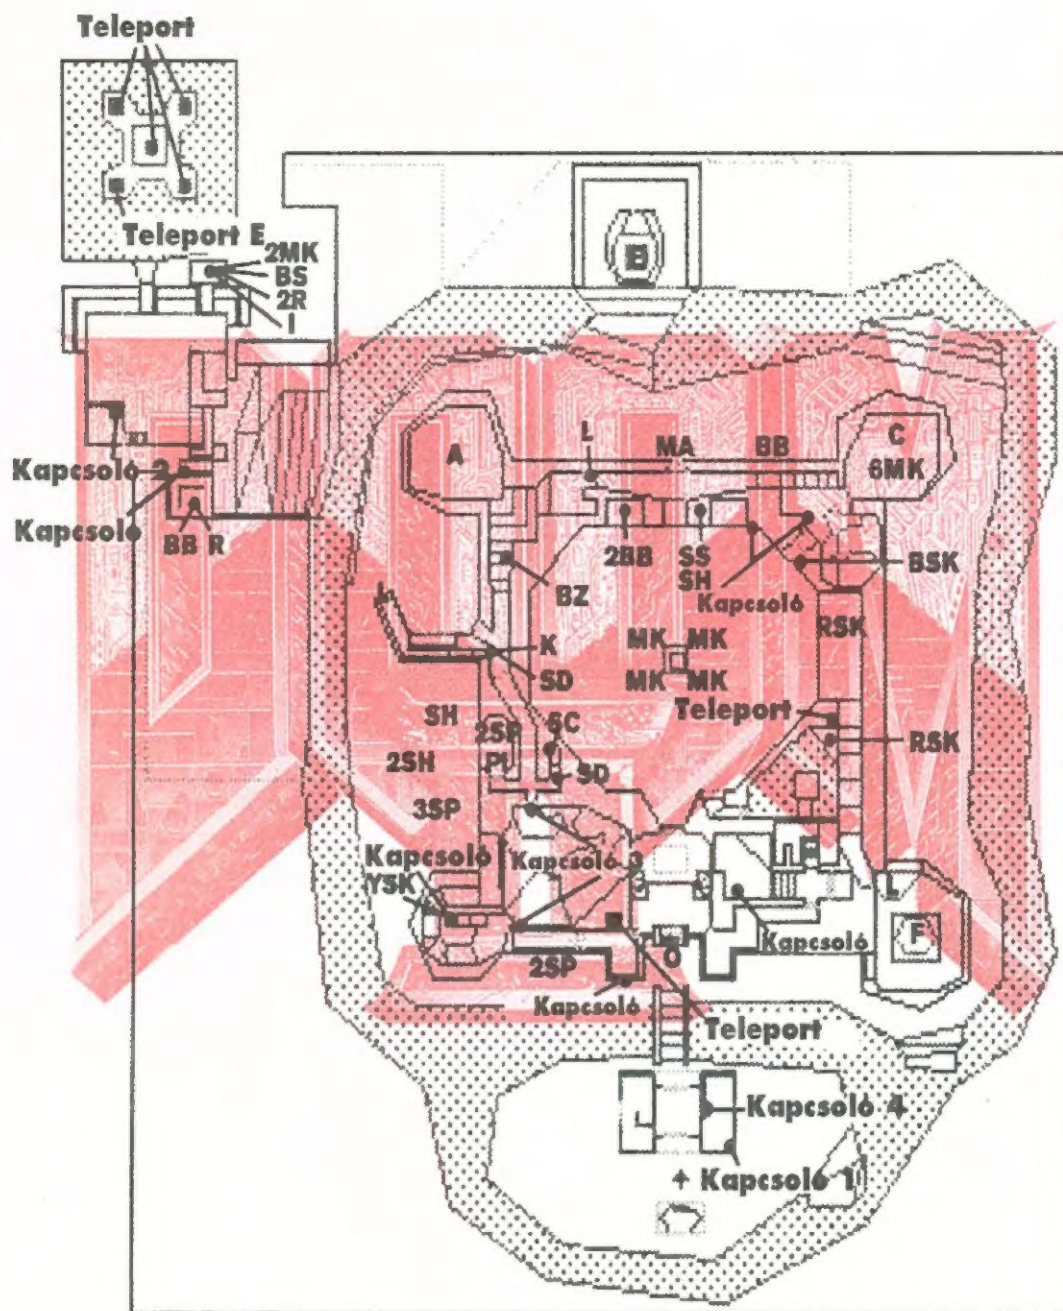 Teleport
Teleport E
2MK
BS
2R
I
B
A
L
MA
BB
C
6MK
Kapcsoló 2
Kapcsoló
BB R
2BB
SS
SH
Kapcsoló
BSK
BZ
RSK
K
SD
MK MK
MK MK
SH
2SP
SC
Teleport
RSK
2SH
PI
SD
3SP
Kapcsoló
YSK
Kapcsoló 3
H
Kapcsoló
F
2SP
O
Kapcsoló
Teleport
Kapcsoló 4
Kapcsoló 1